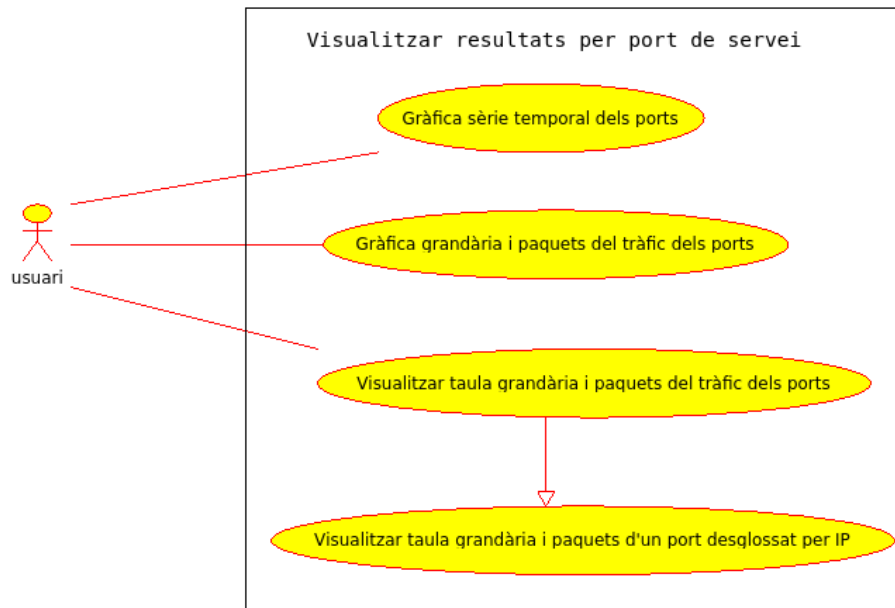 Visualitzar resultats per port de servei
Gràfica sèrie temporal dels ports
Gràfica grandària i paquets del tràfic dels ports
usuari
Visualitzar taula grandària i paquets del tràfic dels ports
Visualitzar taula grandària i paquets d'un port desglossat per IP